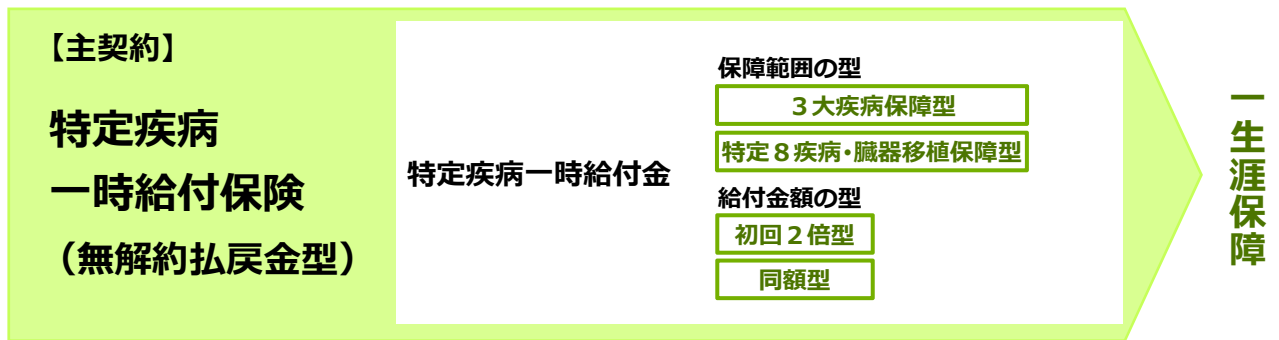 【主契約】
特定疾病
一時給付保険
（無解約払戻金型）
特定疾病一時給付金
保障範囲の型
３大疾病保障型
特定８疾病・臓器移植保障型
給付金額の型
初回２倍型
同額型
一生涯保障